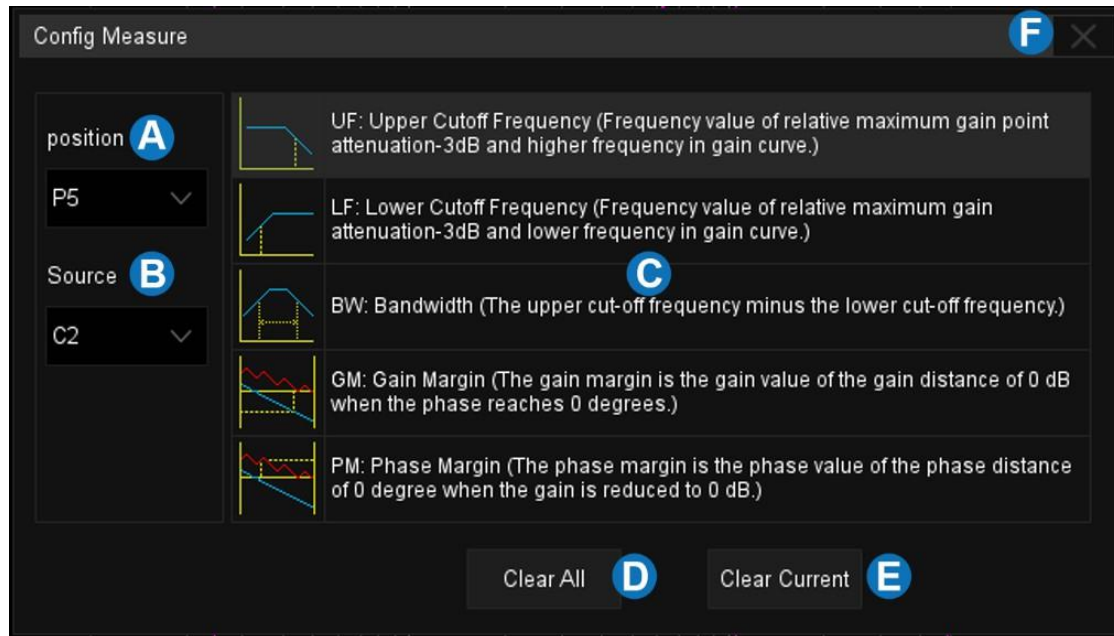 Config Measure
F
position A
P5
Source B
C2
UF: Upper Cutoff Frequency (Frequency value of relative maximum gain point
attenuation-3dB and higher frequency in gain curve.)
LF: Lower Cutoff Frequency (Frequency value of relative maximum gain
attenuation-3dB and lower frequency in gain curve.)
C
BW: Bandwidth (The upper cut-off frequency minus the lower cut-off frequency.)
GM: Gain Margin (The gain margin is the gain value of the gain distance of 0 dB
when the phase reaches 0 degrees.)
PM: Phase Margin (The phase margin is the phase value of the phase distance
of 0 degree when the gain is reduced to 0 dB.)
Clear All D
Clear Current E